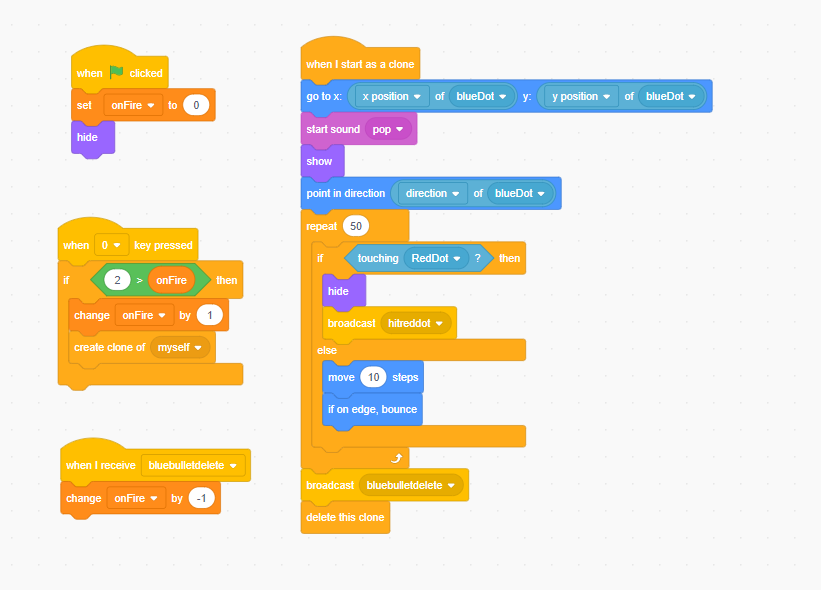 when clicked
set onFire to 0
hide
when 0 key pressed
if 2 > onFire then
change onFire by 1
create clone of myself
when I receive bluebulletdelete
change onFire by -1
when I start as a clone
go to x: x position of blueDot y: y position of blueDot
start sound pop
show
point in direction direction of blueDot
repeat 50
if touching RedDot ? then
hide
broadcast hitreddot
else
move 10 steps
if on edge, bounce
broadcast bluebulletdelete
delete this clone